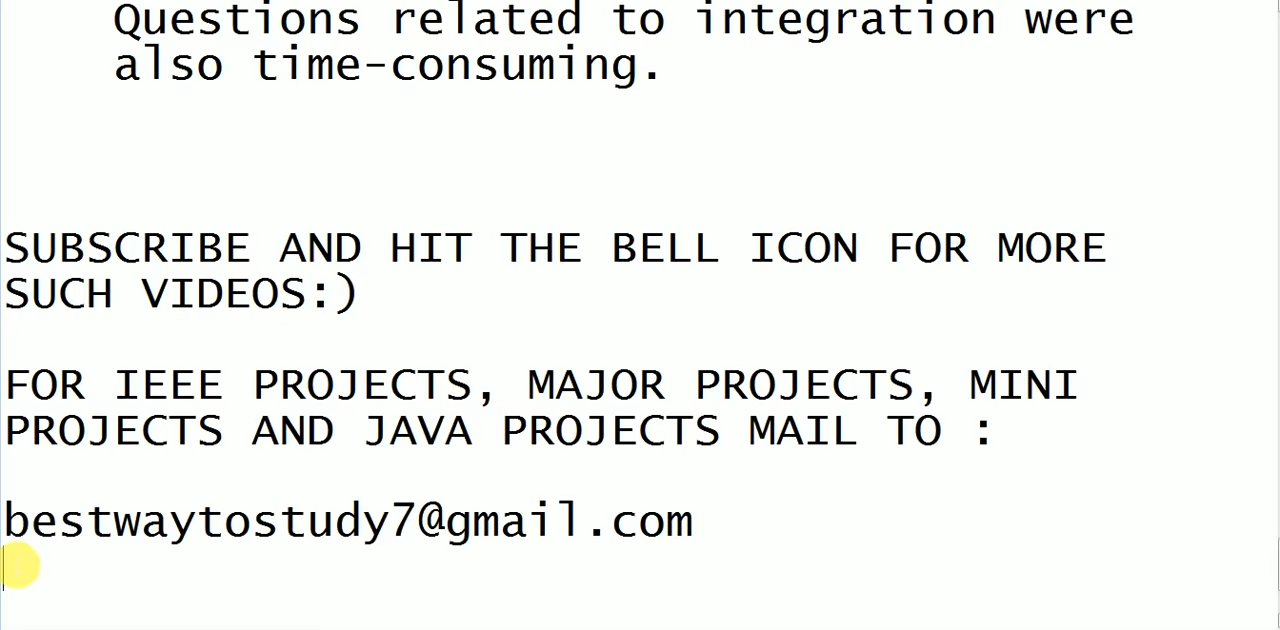 Questions related to integration were
also time-consuming.
SUBSCRIBE AND HIT THE BELL ICON FOR MORE
SUCH VIDEOS:)
FOR IEEE PROJECTS, MAJOR PROJECTS, MINI
PROJECTS AND JAVA PROJECTS MAIL TO :
bestwaytostudy7@gmail.com